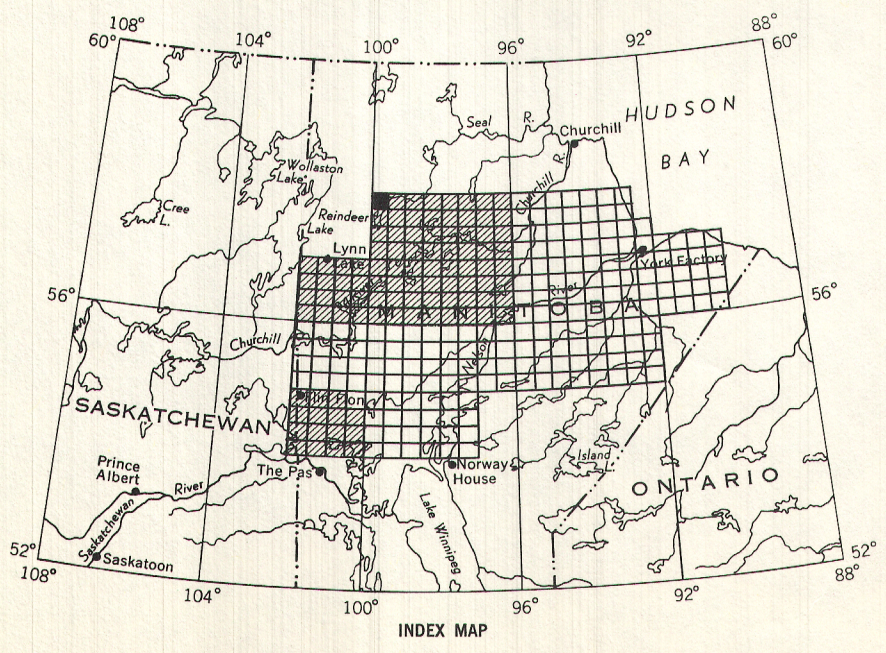 108°
60°
104°
100°
96°
92°
88°
60°
HUDSON
BAY
Seal R.
Churchill
Churchill R.
Wollaston
Lake
Cree
L.
Reindeer
Lake
Lynn
Lake
York Factory
River
56°
MANITOBA
56°
Churchill
Nelson
Flin Flon
SASKATCHEWAN
Island
L.
Prince
Albert
River
The Pas
Norway
House
ONTARIO
Saskatchewan
Lake Winnipeg
52°
Saskatoon
52°
108°
104°
100°
96°
92°
88°
INDEX MAP